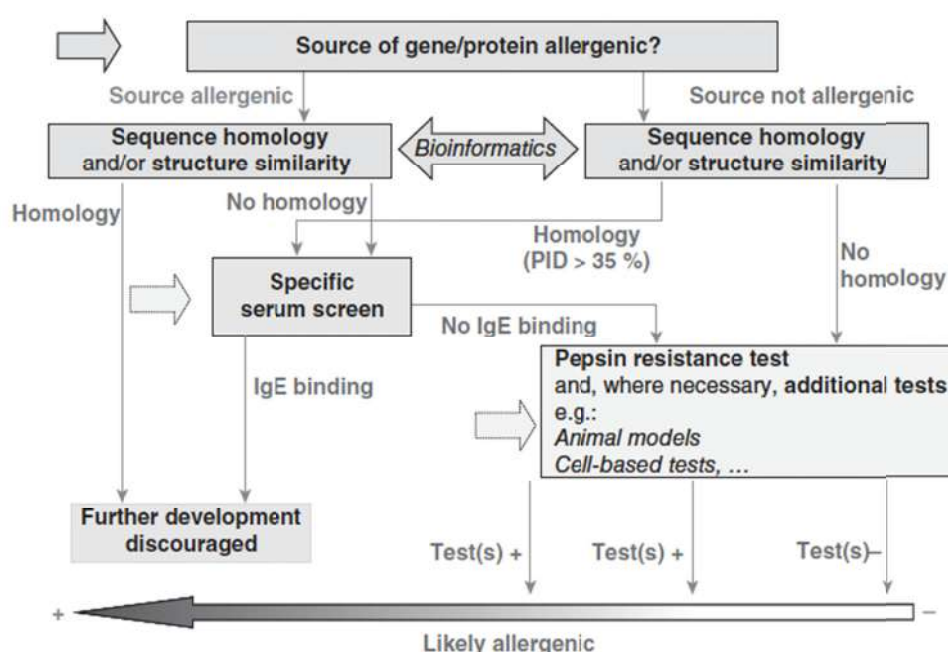 Source of gene/protein allergenic?
Source allergenic
Source not allergenic
Sequence homology
and/or structure similarity
Bioinformatics
Sequence homology
and/or structure similarity
Homology
No homology
Homology
(PID > 35 %)
No
homology
Specific
serum screen
No IgE binding
IgE binding
Pepsin resistance test
and, where necessary, additional tests
e.g.:
Animal models
Cell-based tests, ...
Further development
discouraged
Test(s) +
Test(s) +
Test(s)–
+
–
Likely allergenic